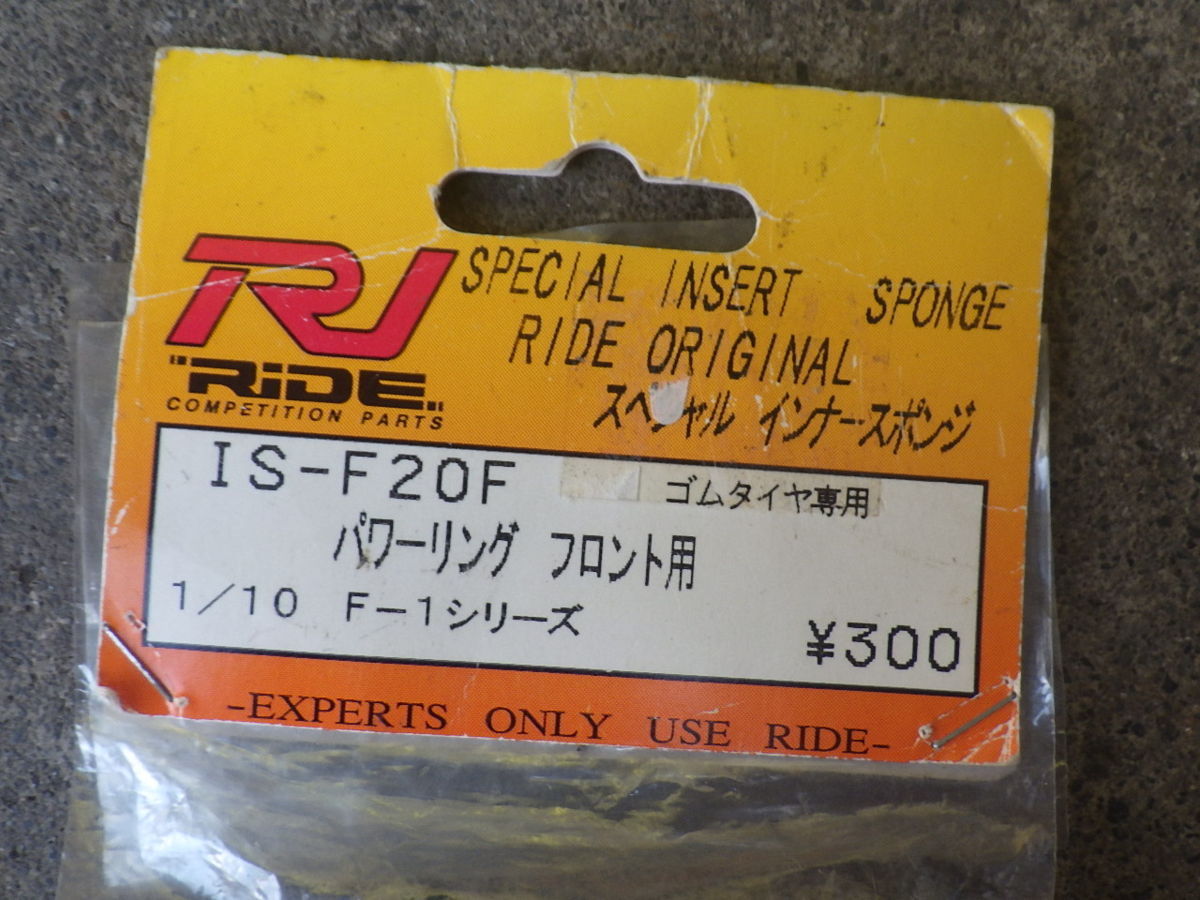 RJ
"RiDE"
COMPETITION PARTS
SPECIAL INSERT SPONGE
RIDE ORIGINAL
スペシャル インナースポンジ
IS-F20F
ゴムタイヤ専用
パワーリング フロント用
1/10 F-1シリーズ
¥300
-EXPERTS ONLY USE RIDE-